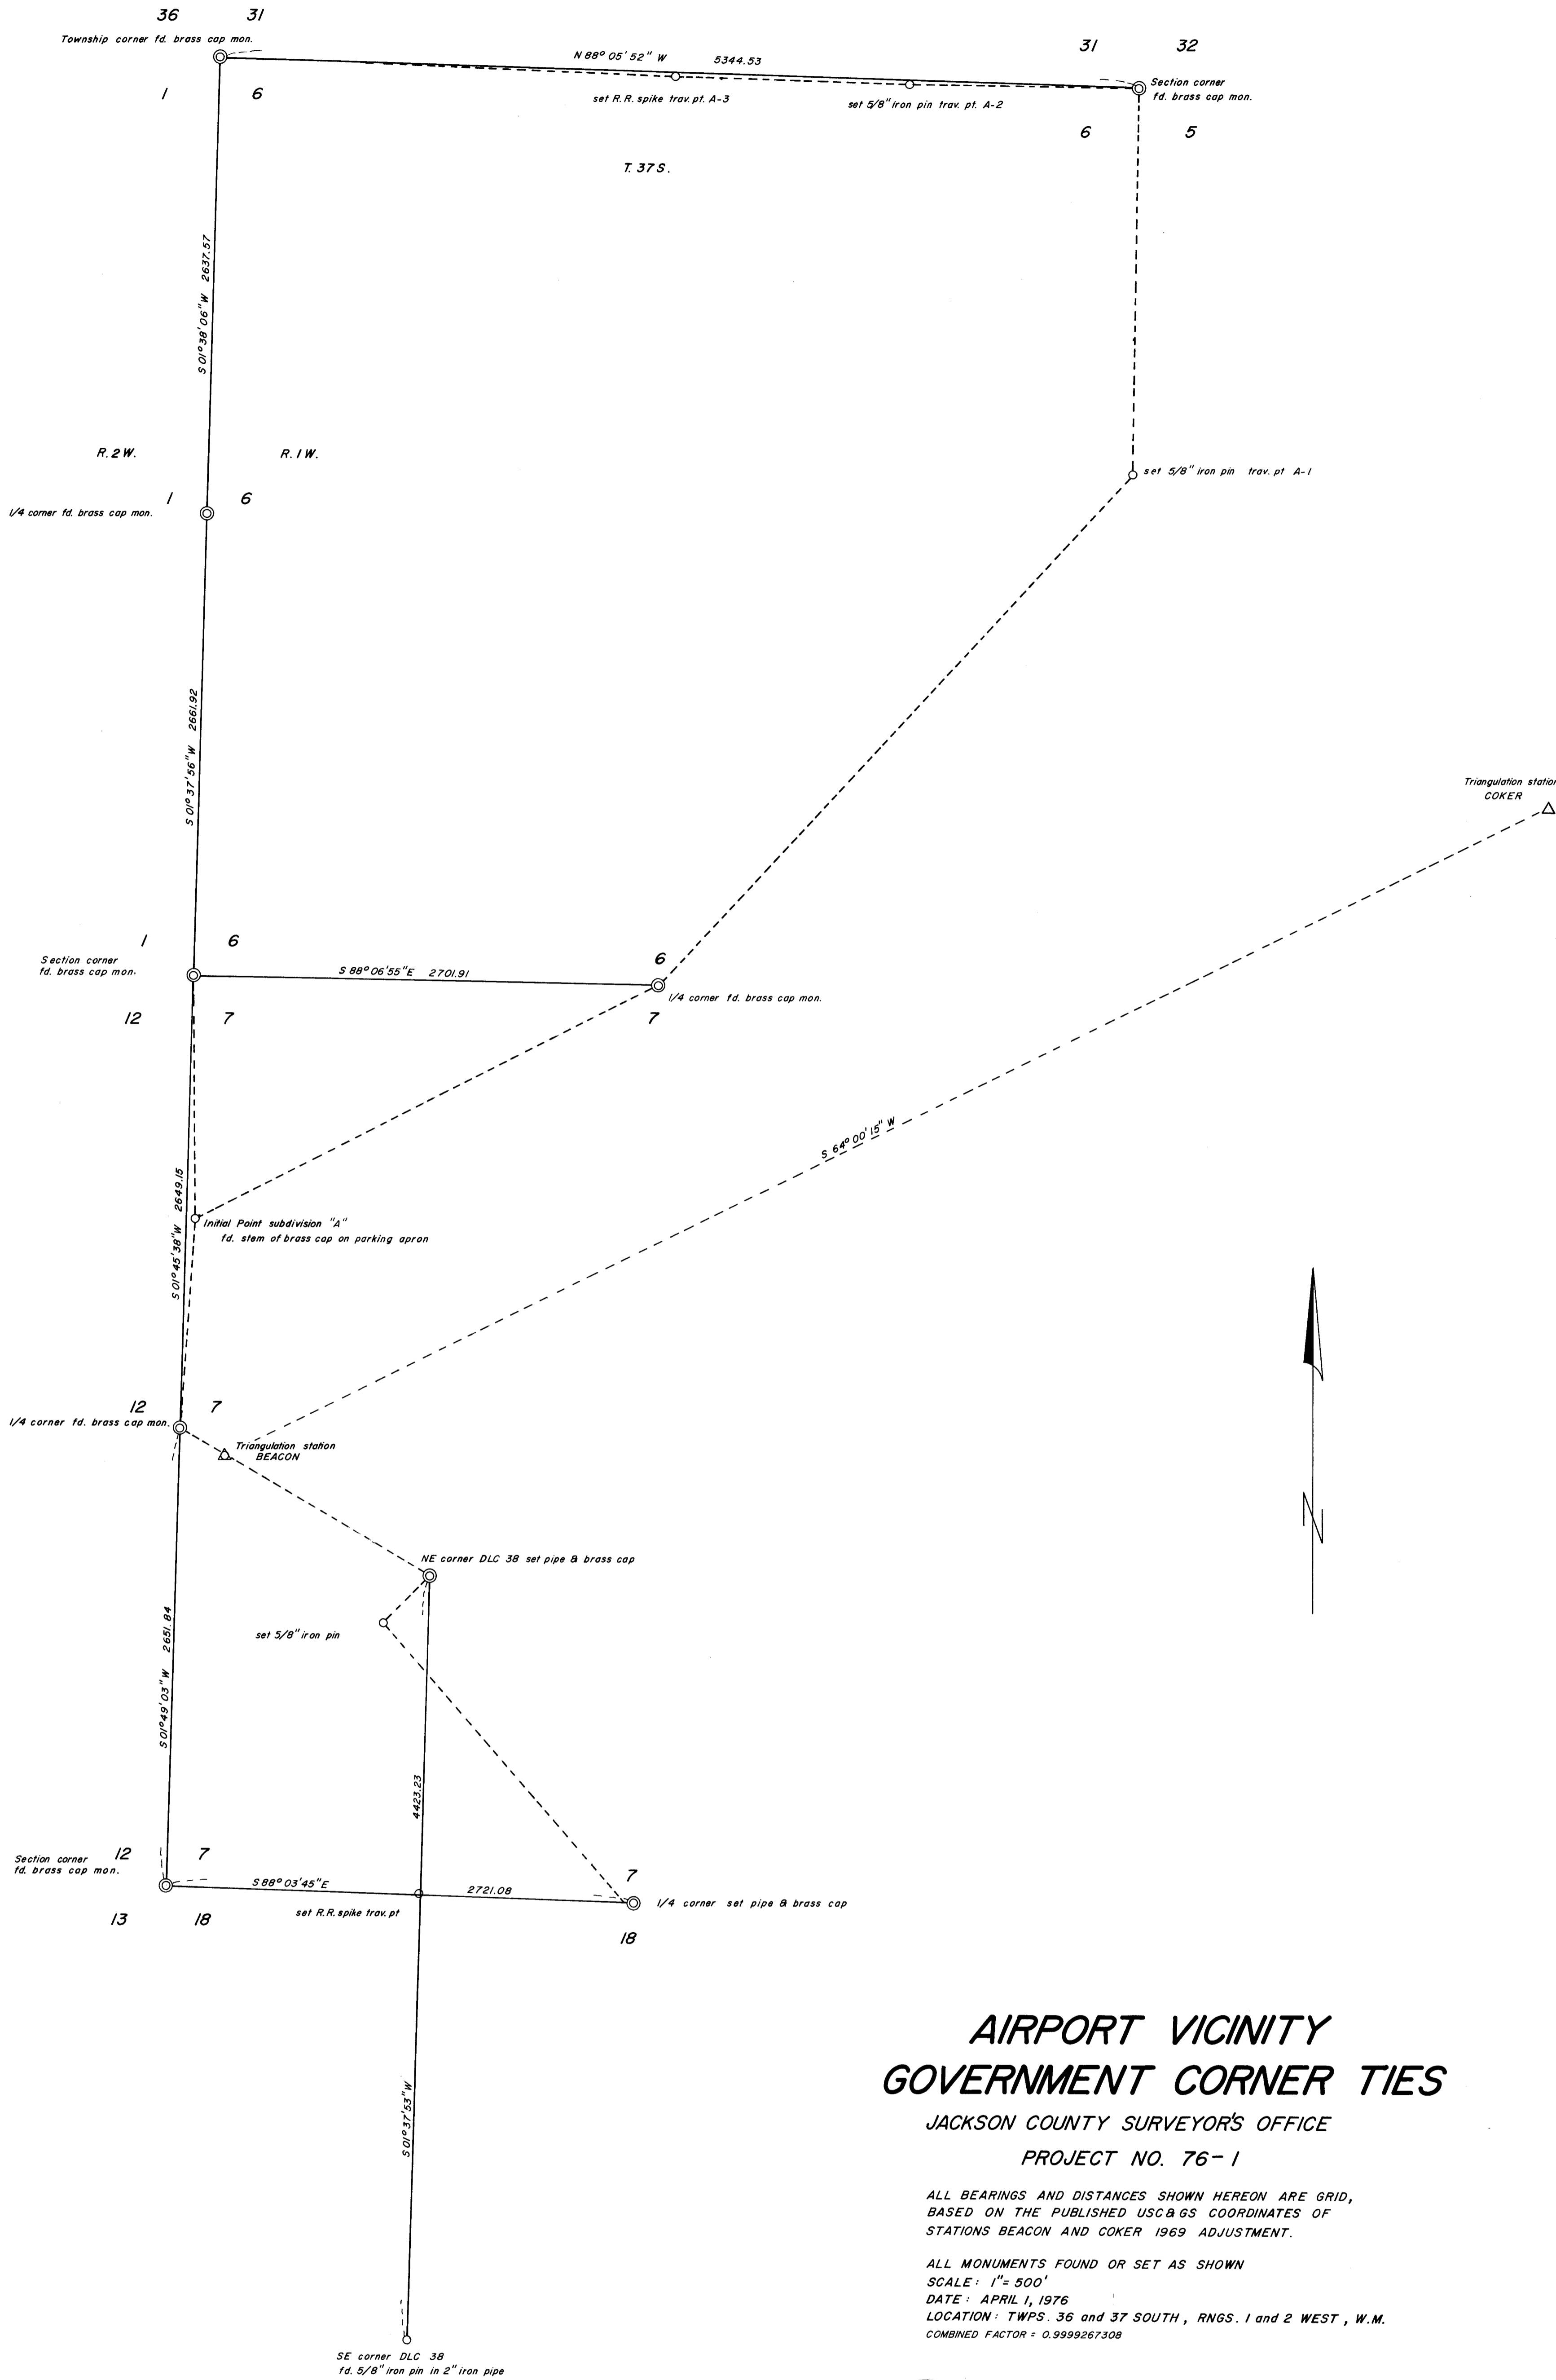 36 31
Township corner fd. brass cap mon.
N 88° 05' 52" W 5344.53
31 32
Section corner
fd. brass cap mon.
1 6
set R.R. spike trav. pt. A-3
set 5/8" iron pin trav. pt. A-2
6 5
T. 37 S.
S 01° 38' 06" W 2637.57
R. 2 W. R. 1 W.
set 5/8" iron pin trav. pt A-1
1 6
1/4 corner fd. brass cap mon.
S 01° 37' 56" W 2661.92
Triangulation
COKER
1 6
Section corner
fd. brass cap mon.
S 88° 06' 55" E 2701.91
6
1/4 corner fd. brass cap mon.
12 7
7
S 64° 00' 15" W
S 01° 45' 38" W 2649.15
Initial Point subdivision "A"
fd. stem of brass cap on parking apron
12 7
1/4 corner fd. brass cap mon.
Triangulation station
BEACON
N
NE corner DLC 38 set pipe & brass cap
set 5/8" iron pin
S 01° 49' 03" W 2651.84
4423.23
Section corner
fd. brass cap mon.
12 7
S 88° 03' 45" E 2721.08
7
1/4 corner set pipe & brass cap
set R.R. spike trav. pt
13 18
18
S 01° 37' 53" W
SE corner DLC 38
fd. 5/8" iron pin in 2" iron pipe
AIRPORT VICINITY
GOVERNMENT CORNER TIES
JACKSON COUNTY SURVEYOR'S OFFICE
PROJECT NO. 76-1
ALL BEARINGS AND DISTANCES SHOWN HEREON ARE GRID,
BASED ON THE PUBLISHED USC&GS COORDINATES OF
STATIONS BEACON AND COKER 1969 ADJUSTMENT.
ALL MONUMENTS FOUND OR SET AS SHOWN
SCALE: 1" = 500'
DATE: APRIL 1, 1976
LOCATION: TWPS. 36 and 37 SOUTH, RNGS. 1 and 2 WEST, W.M.
COMBINED FACTOR = 0.9999267308